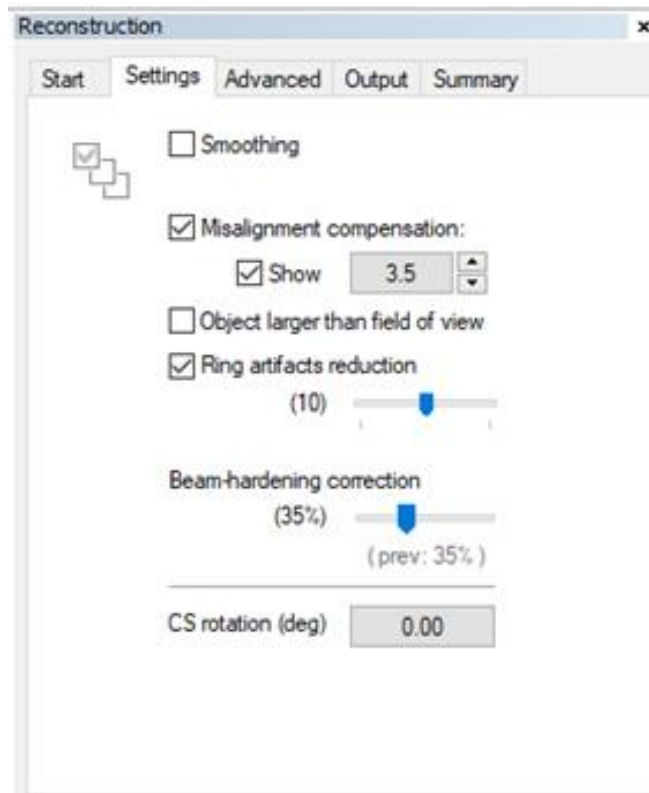 Reconstruction
Start Settings Advanced Output Summary
Smoothing
Misalignment compensation:
Show 3.5
Object larger than field of view
Ring artifacts reduction
(10)
Beam-hardening correction
(35%)
( prev: 35% )
CS rotation (deg) 0.00